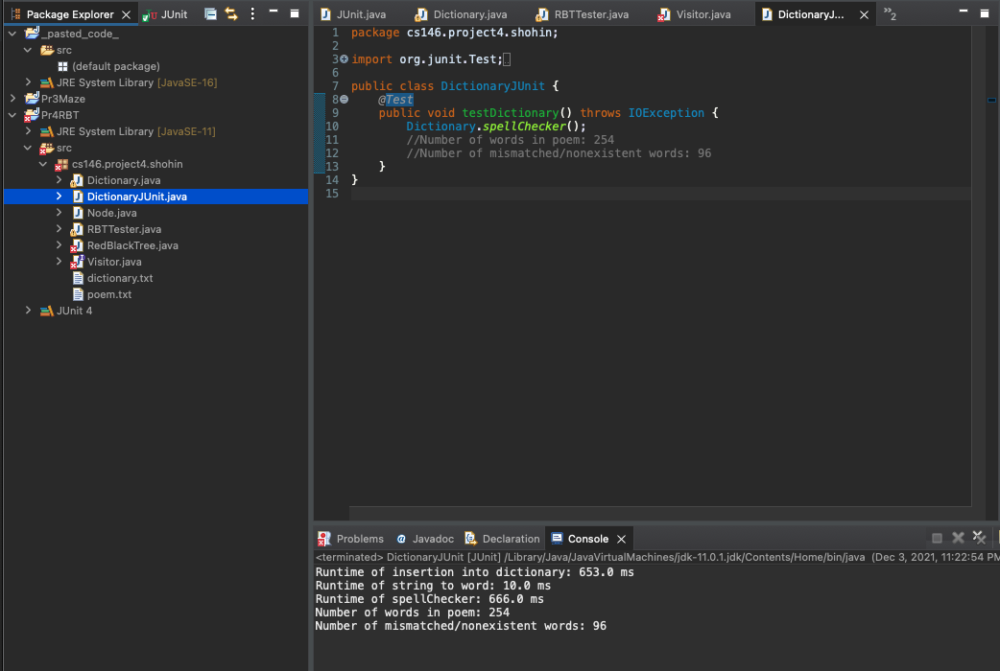 Package Explorer
JUnit
_pasted_code_
src
(default package)
JRE System Library [JavaSE-16]
Pr3Maze
Pr4RBT
JRE System Library [JavaSE-11]
src
cs146.project4.shohin
Dictionary.java
DictionaryJUnit.java
Node.java
RBTTester.java
RedBlackTree.java
Visitor.java
dictionary.txt
poem.txt
JUnit 4
JUnit.java
Dictionary.java
RBTTester.java
Visitor.java
DictionaryJ...
»2
1 package cs146.project4.shohin;
2
3 import org.junit.Test;
6
7 public class DictionaryJUnit {
8 @Test
9 public void testDictionary() throws IOException {
10 Dictionary.spellChecker();
11 //Number of words in poem: 254
12 //Number of mismatched/nonexistent words: 96
13 }
14 }
15
Problems
Javadoc
Declaration
Console
<terminated> DictionaryJUnit [JUnit] /Library/Java/JavaVirtualMachines/jdk-11.0.1.jdk/Contents/Home/bin/java (Dec 3, 2021, 11:22:54 PM
Runtime of insertion into dictionary: 653.0 ms
Runtime of string to word: 10.0 ms
Runtime of spellChecker: 666.0 ms
Number of words in poem: 254
Number of mismatched/nonexistent words: 96